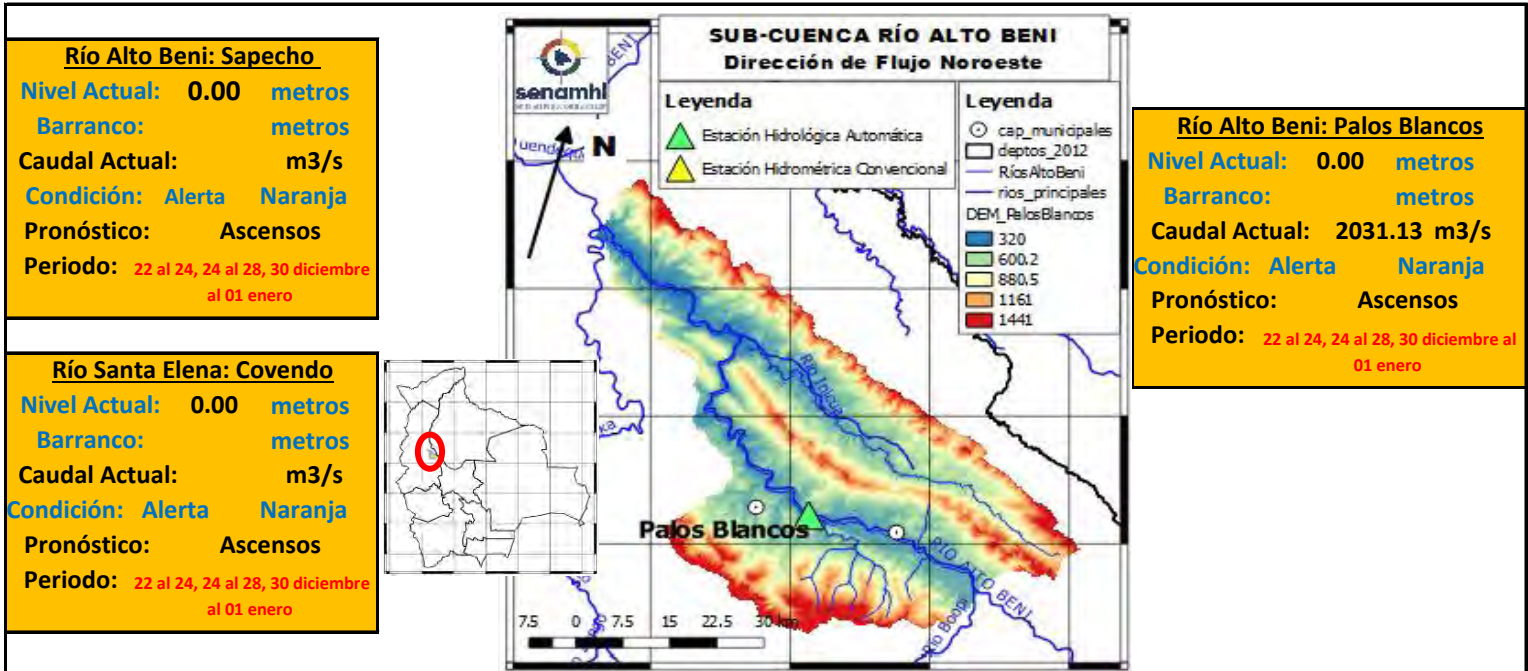 Río Alto Beni: Sapecho
Nivel Actual: 0.00 metros
Barranco: metros
Caudal Actual: m3/s
Condición: Alerta Naranja
Pronóstico: Ascensos
Periodo: 22 al 24, 24 al 28, 30 diciembre
al 01 enero
Río Santa Elena: Covendo
Nivel Actual: 0.00 metros
Barranco: metros
Caudal Actual: m3/s
Condición: Alerta Naranja
Pronóstico: Ascensos
Periodo: 22 al 24, 24 al 28, 30 diciembre
al 01 enero
SUB-CUENCA RÍO ALTO BENI
Dirección de Flujo Noroeste
senamhi
BENI
N
Leyenda
Estación Hidrológica Automática
Estación Hidrométrica Convencional
Leyenda
cap_municipales
deptos_2012
RíosAltoBeni
rios_principales
DEM_PalosBlancos
320
600.2
880.5
1161
1441
Río Inicua
Palos Blancos
RÍO ALTO BENI
Río Boopi
7.5 0 7.5 15 22.5 30 km
Río Alto Beni: Palos Blancos
Nivel Actual: 0.00 metros
Barranco: metros
Caudal Actual: 2031.13 m3/s
Condición: Alerta Naranja
Pronóstico: Ascensos
Periodo: 22 al 24, 24 al 28, 30 diciembre al
01 enero